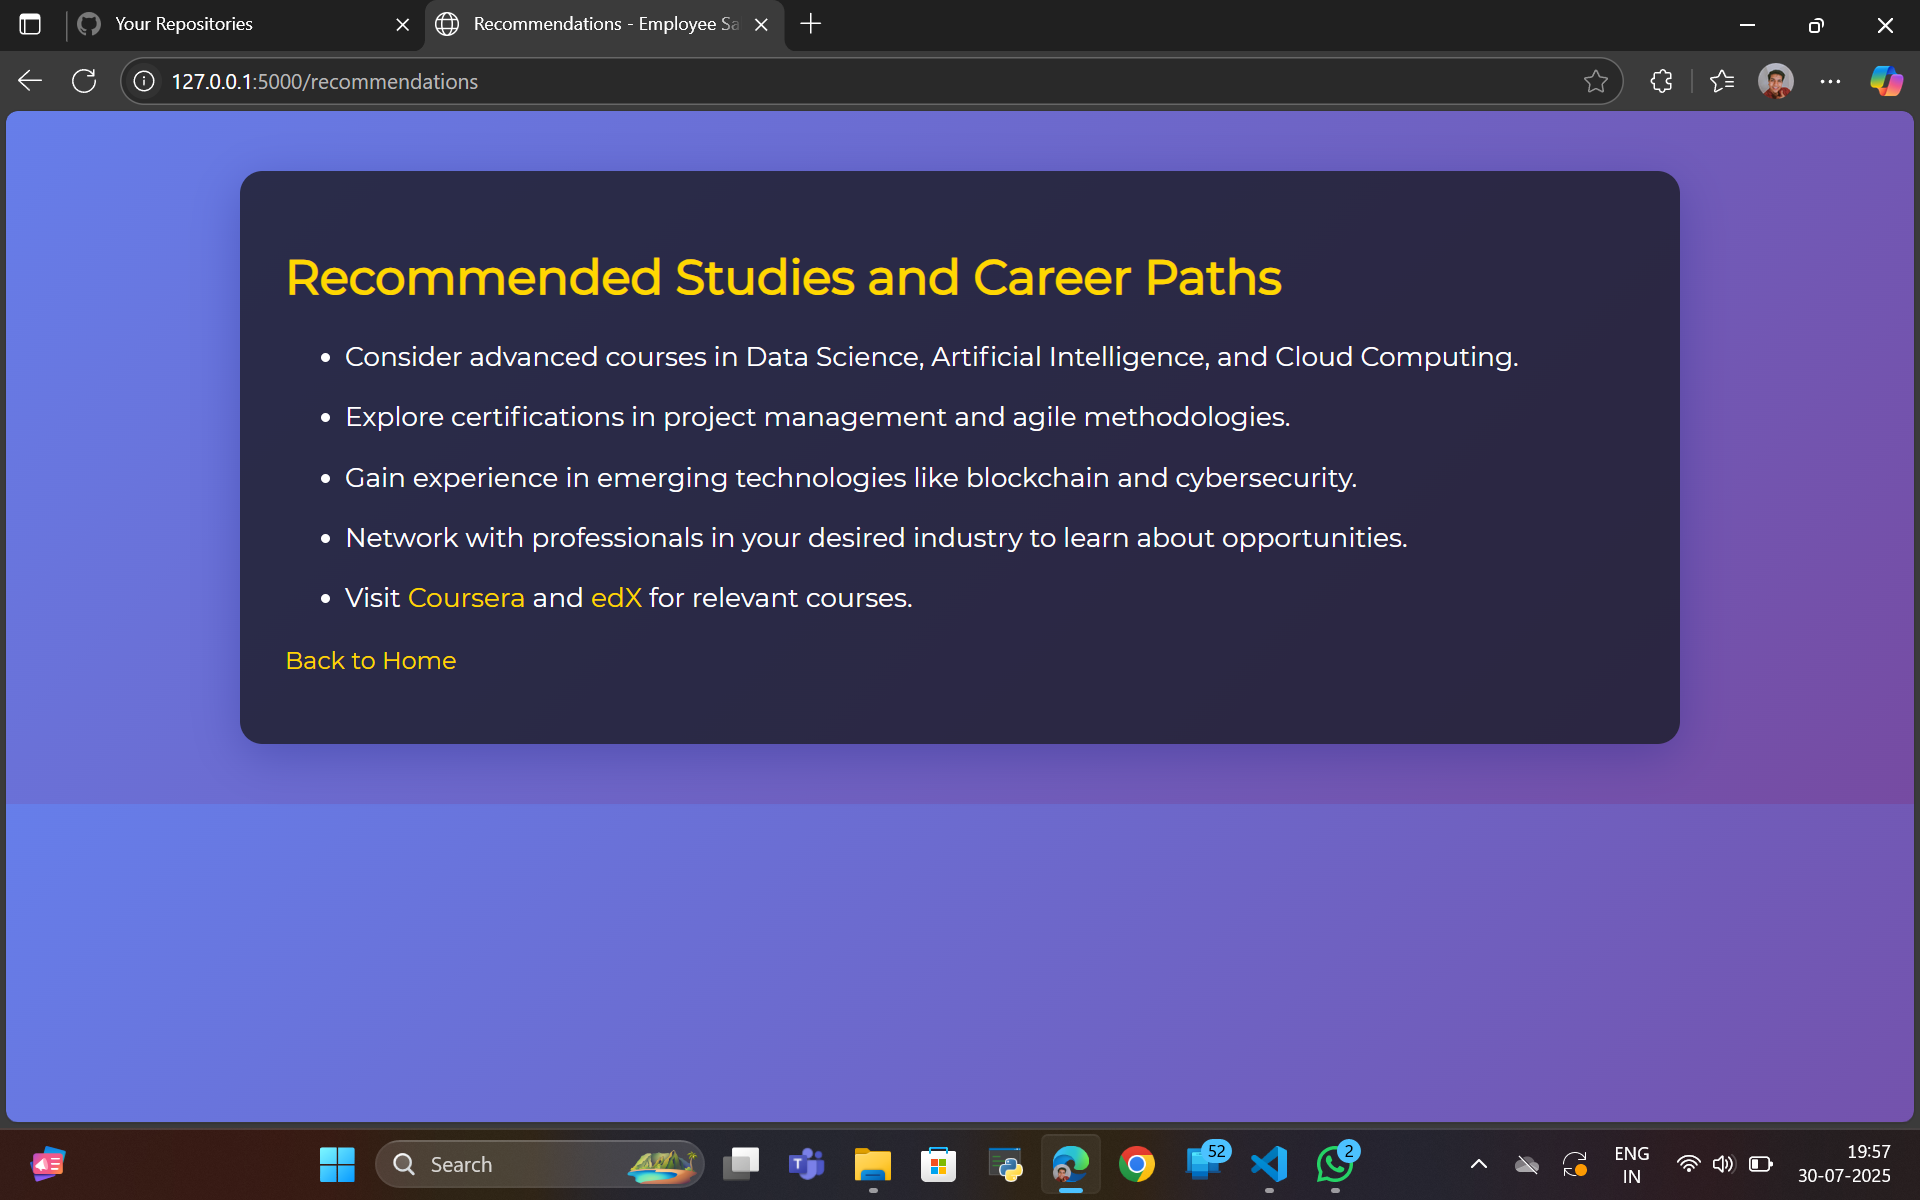 Your Repositories
Recommendations - Employee Sa
127.0.0.1:5000/recommendations
Recommended Studies and Career Paths
• Consider advanced courses in Data Science, Artificial Intelligence, and Cloud Computing.
• Explore certifications in project management and agile methodologies.
• Gain experience in emerging technologies like blockchain and cybersecurity.
• Network with professionals in your desired industry to learn about opportunities.
• Visit Coursera and edX for relevant courses.
Back to Home
Search
52
2
ENG
IN
19:57
30-07-2025